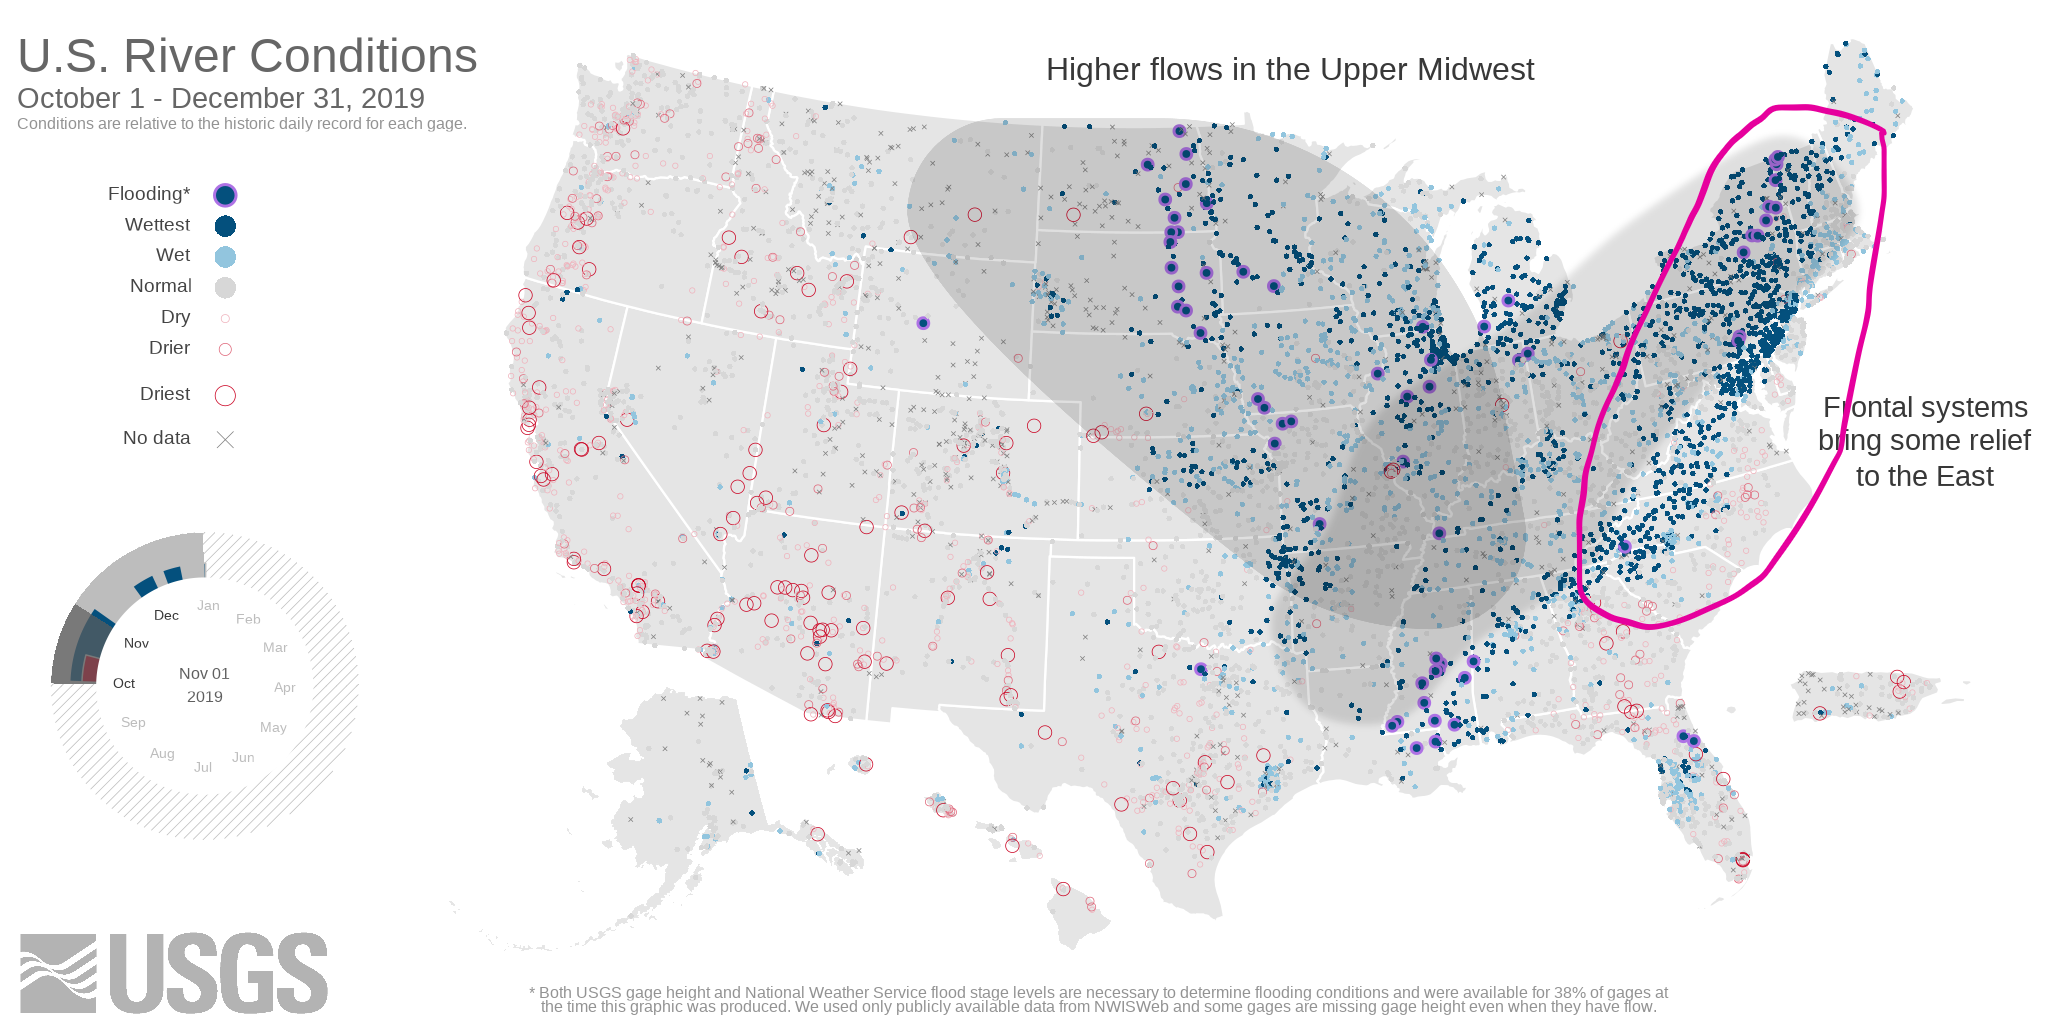 U.S. River Conditions
October 1 - December 31, 2019
Conditions are relative to the historic daily record for each gage.
Higher flows in the Upper Midwest
Flooding*
Wettest
Wet
Normal
Dry
Drier
Driest
No data
Frontal systems
bring some relief
to the East
Jan
Feb
Mar
Apr
May
Jun
Jul
Aug
Sep
Oct
Nov
Dec
Nov 01
2019
USGS
* Both USGS gage height and National Weather Service flood stage levels are necessary to determine flooding conditions and were available for 38% of gages at
the time this graphic was produced. We used only publicly available data from NWISWeb and some gages are missing gage height even when they have flow.